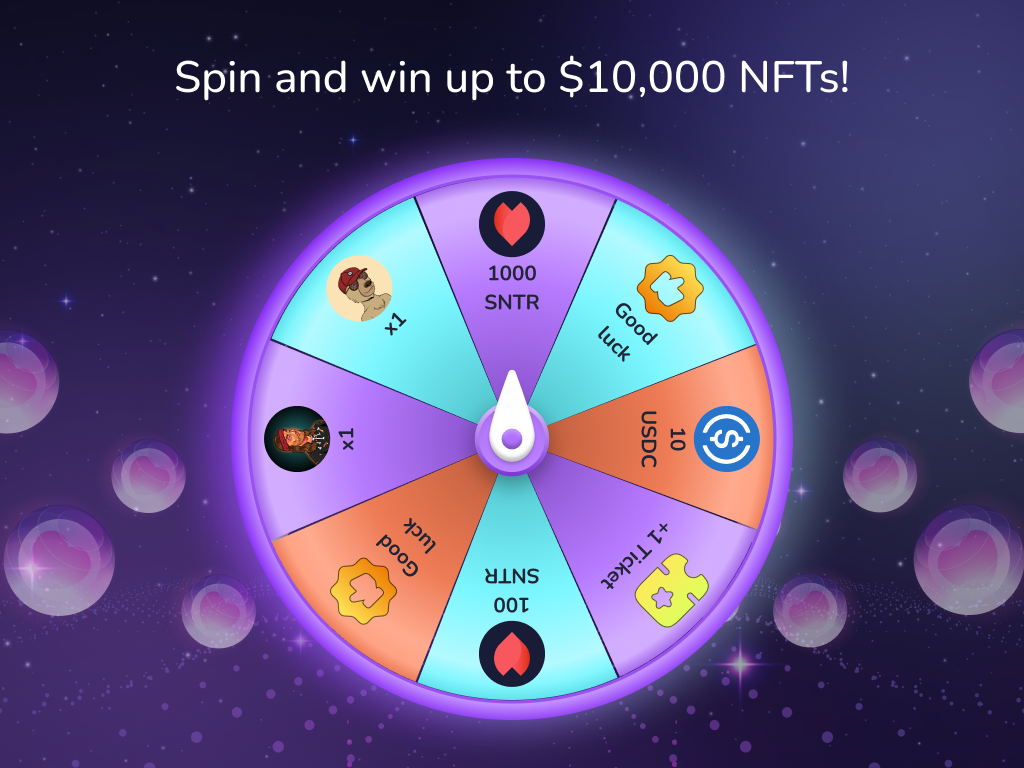 Spin and win up to $10,000 NFTs!
1000
SNTR
Good
luck
10
USDC
+1 Ticket
100
SNTR
Good
luck
x1
x1